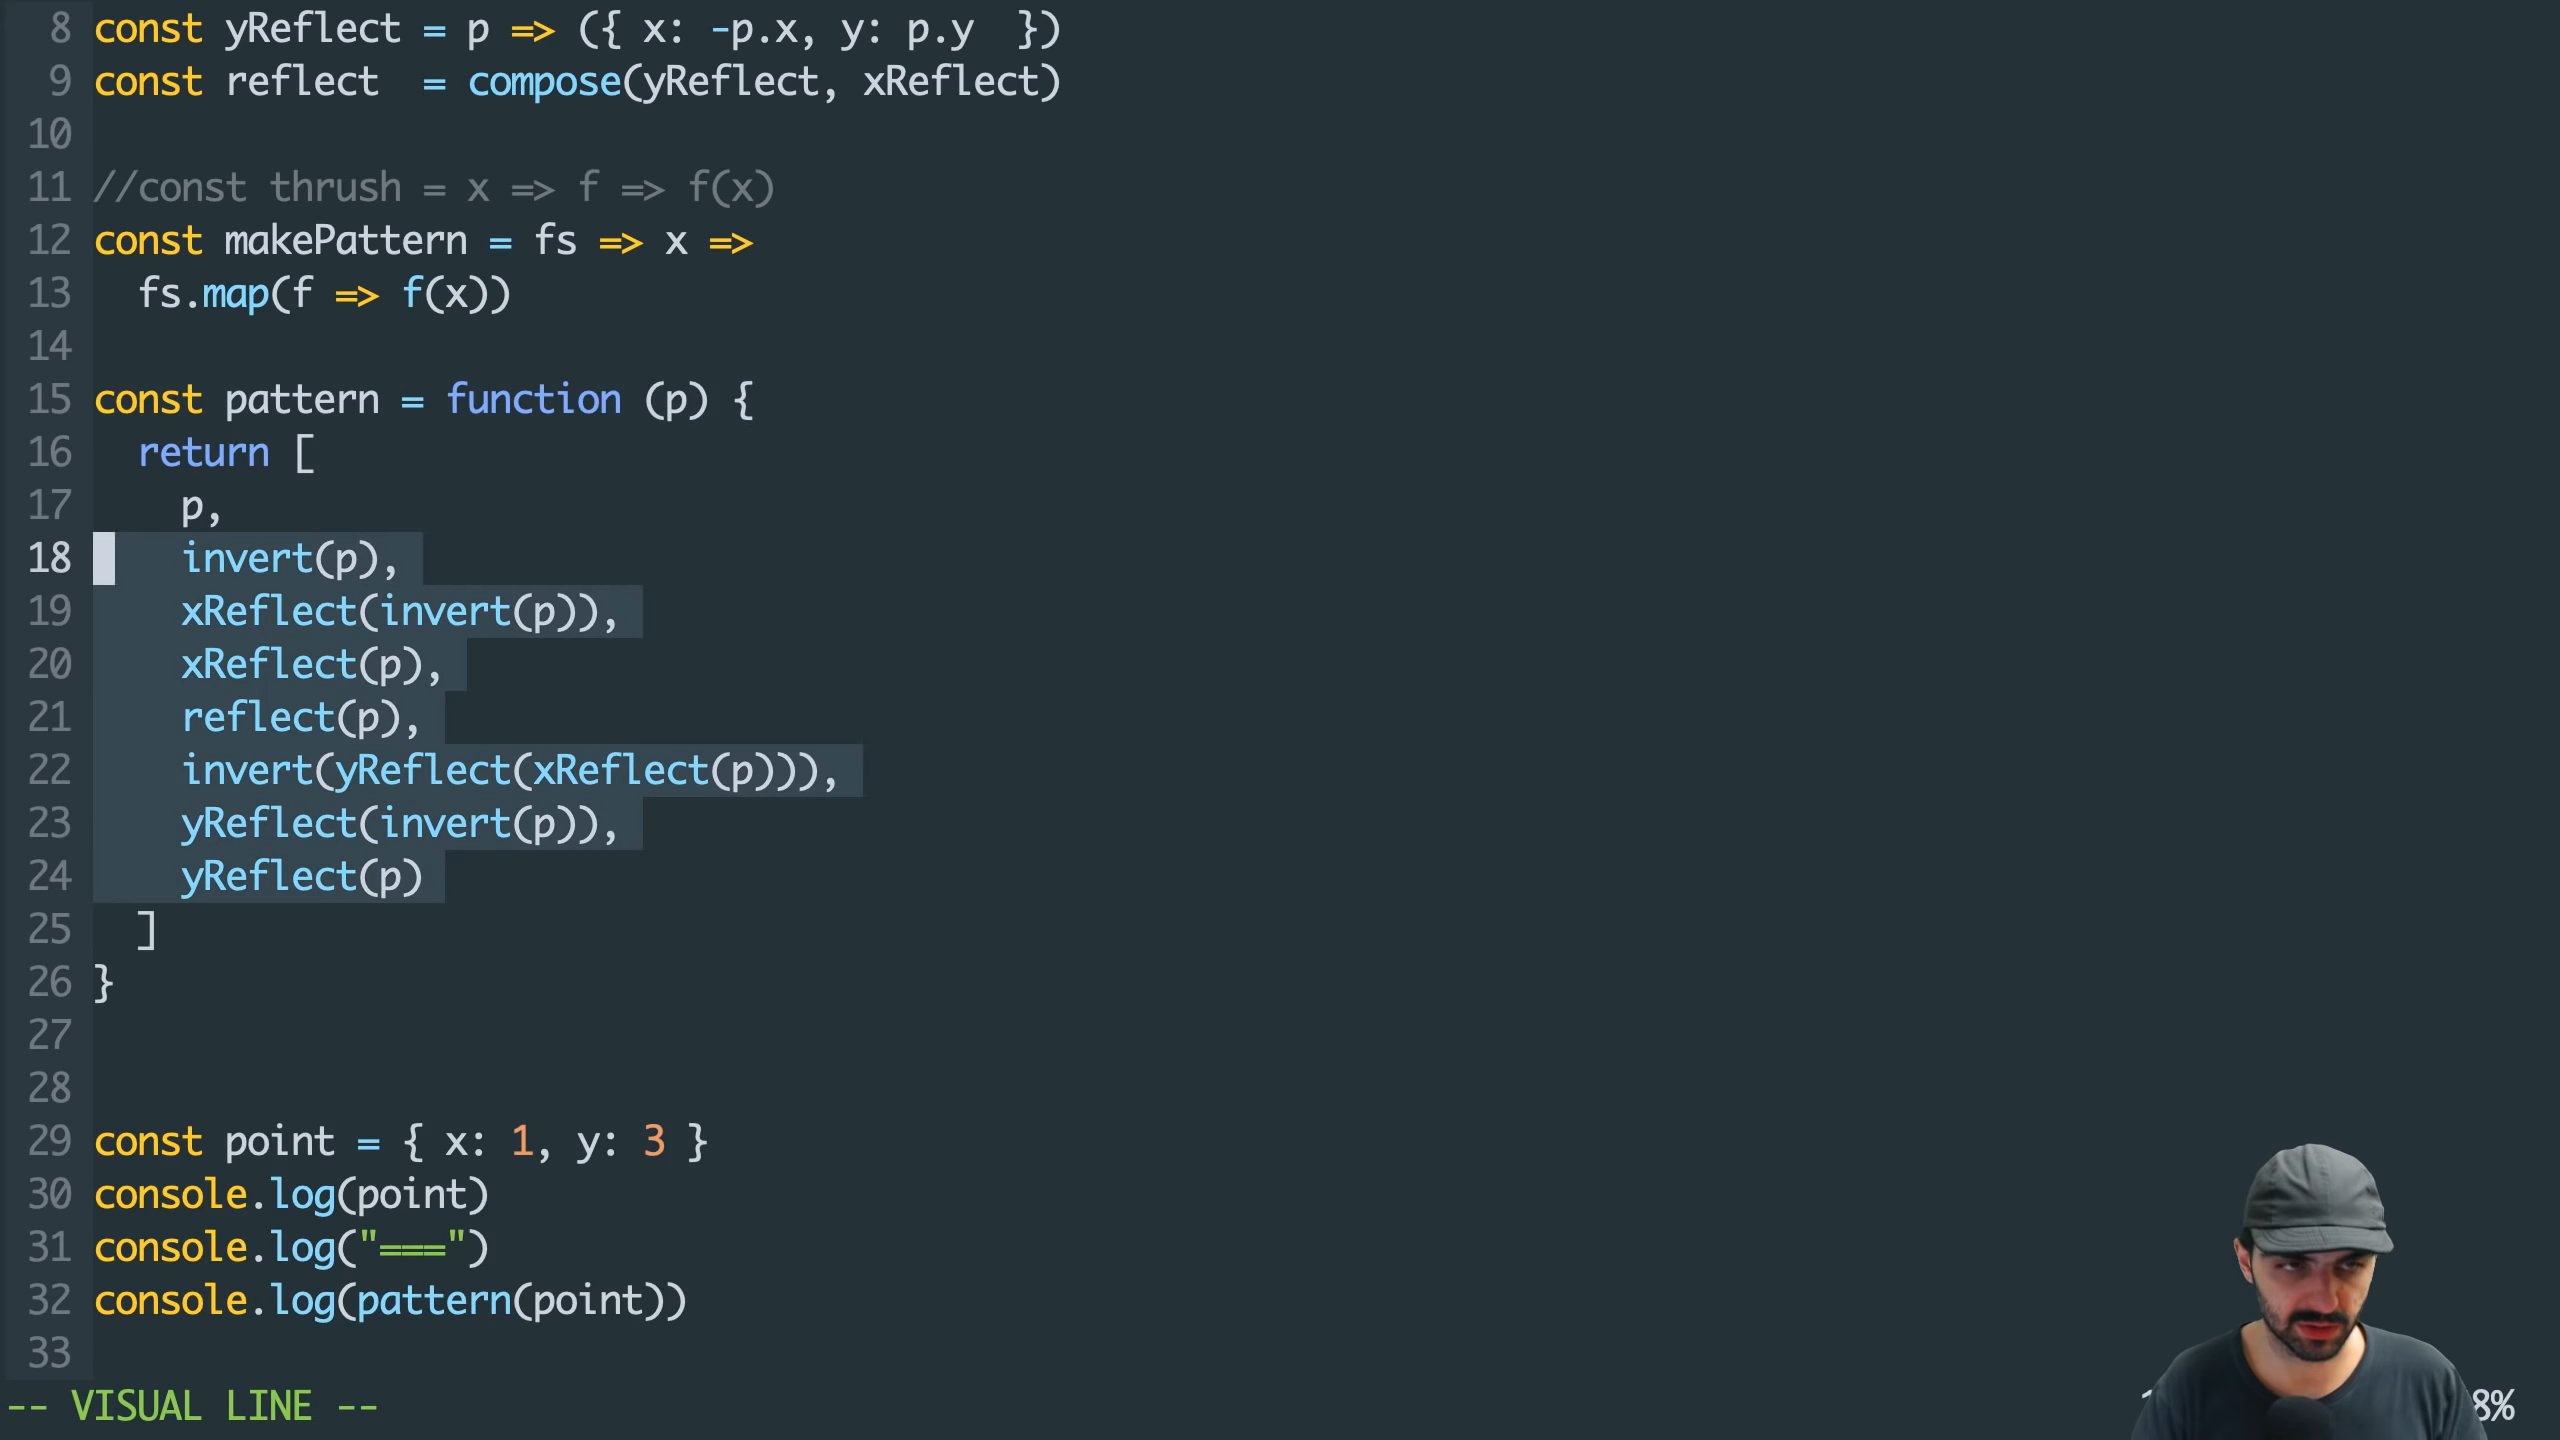 8 const yReflect = p => ({ x: -p.x, y: p.y  })
9 const reflect  = compose(yReflect, xReflect)
10
11 //const thrush = x => f => f(x)
12 const makePattern = fs => x =>
13   fs.map(f => f(x))
14
15 const pattern = function (p) {
16   return [
17     p,
18     invert(p),
19     xReflect(invert(p)),
20     xReflect(p),
21     reflect(p),
22     invert(yReflect(xReflect(p))),
23     yReflect(invert(p)),
24     yReflect(p)
25   ]
26 }
27
28
29 const point = { x: 1, y: 3 }
30 console.log(point)
31 console.log("===")
32 console.log(pattern(point))
33
-- VISUAL LINE -- 8%